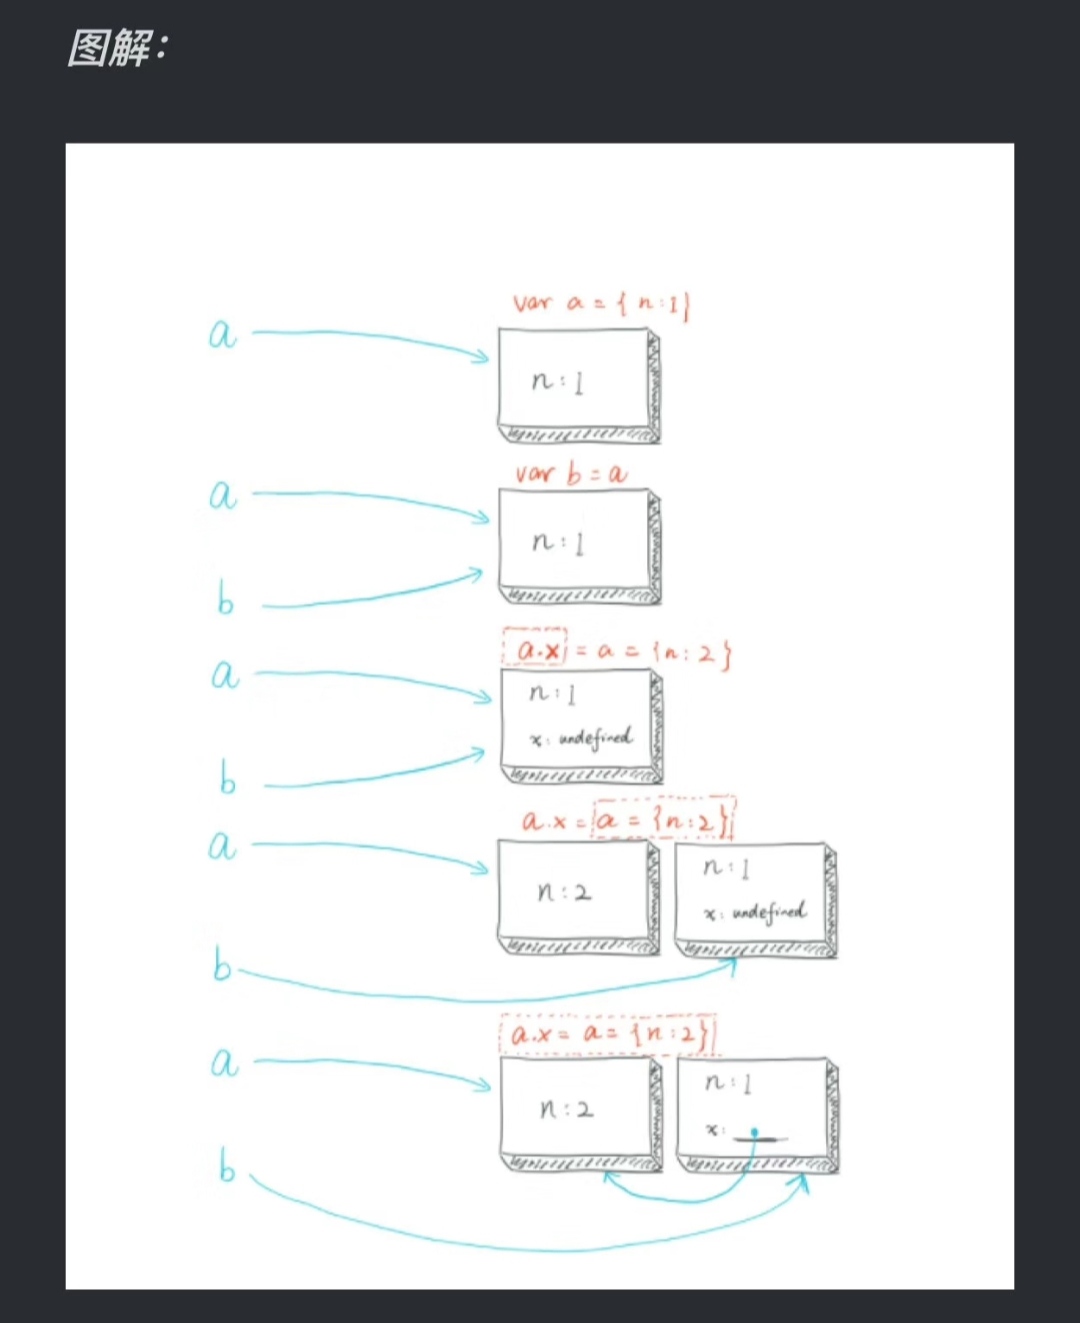 图解：
var a = { n : 1}
a
n : 1
var b = a
a
n : 1
b
a.x = a = {n : 2 }
a
n : 1
x : undefined
b
a.x = a = {n : 2}
a
n : 2
n : 1
x : undefined
b
a.x = a = {n : 2}
a
n : 2
n : 1
x :
b